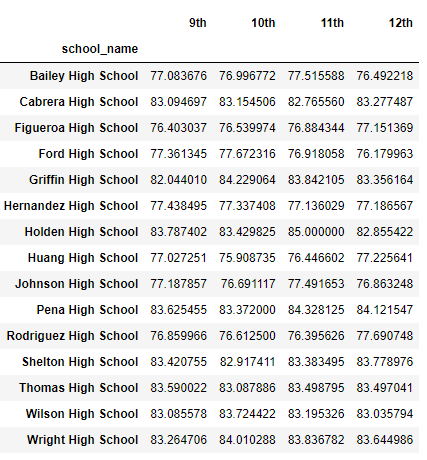 9th 10th 11th 12th
school_name
Bailey High School 77.083676 76.996772 77.515588 76.492218
Cabrera High School 83.094697 83.154506 82.765560 83.277487
Figueroa High School 76.403037 76.539974 76.884344 77.151369
Ford High School 77.361345 77.672316 76.918058 76.179963
Griffin High School 82.044010 84.229064 83.842105 83.356164
Hernandez High School 77.438495 77.337408 77.136029 77.186567
Holden High School 83.787402 83.429825 85.000000 82.855422
Huang High School 77.027251 75.908735 76.446602 77.225641
Johnson High School 77.187857 76.691117 77.491653 76.863248
Pena High School 83.625455 83.372000 84.328125 84.121547
Rodriguez High School 76.859966 76.612500 76.395626 77.690748
Shelton High School 83.420755 82.917411 83.383495 83.778976
Thomas High School 83.590022 83.087886 83.498795 83.497041
Wilson High School 83.085578 83.724422 83.195326 83.035794
Wright High School 83.264706 84.010288 83.836782 83.644986